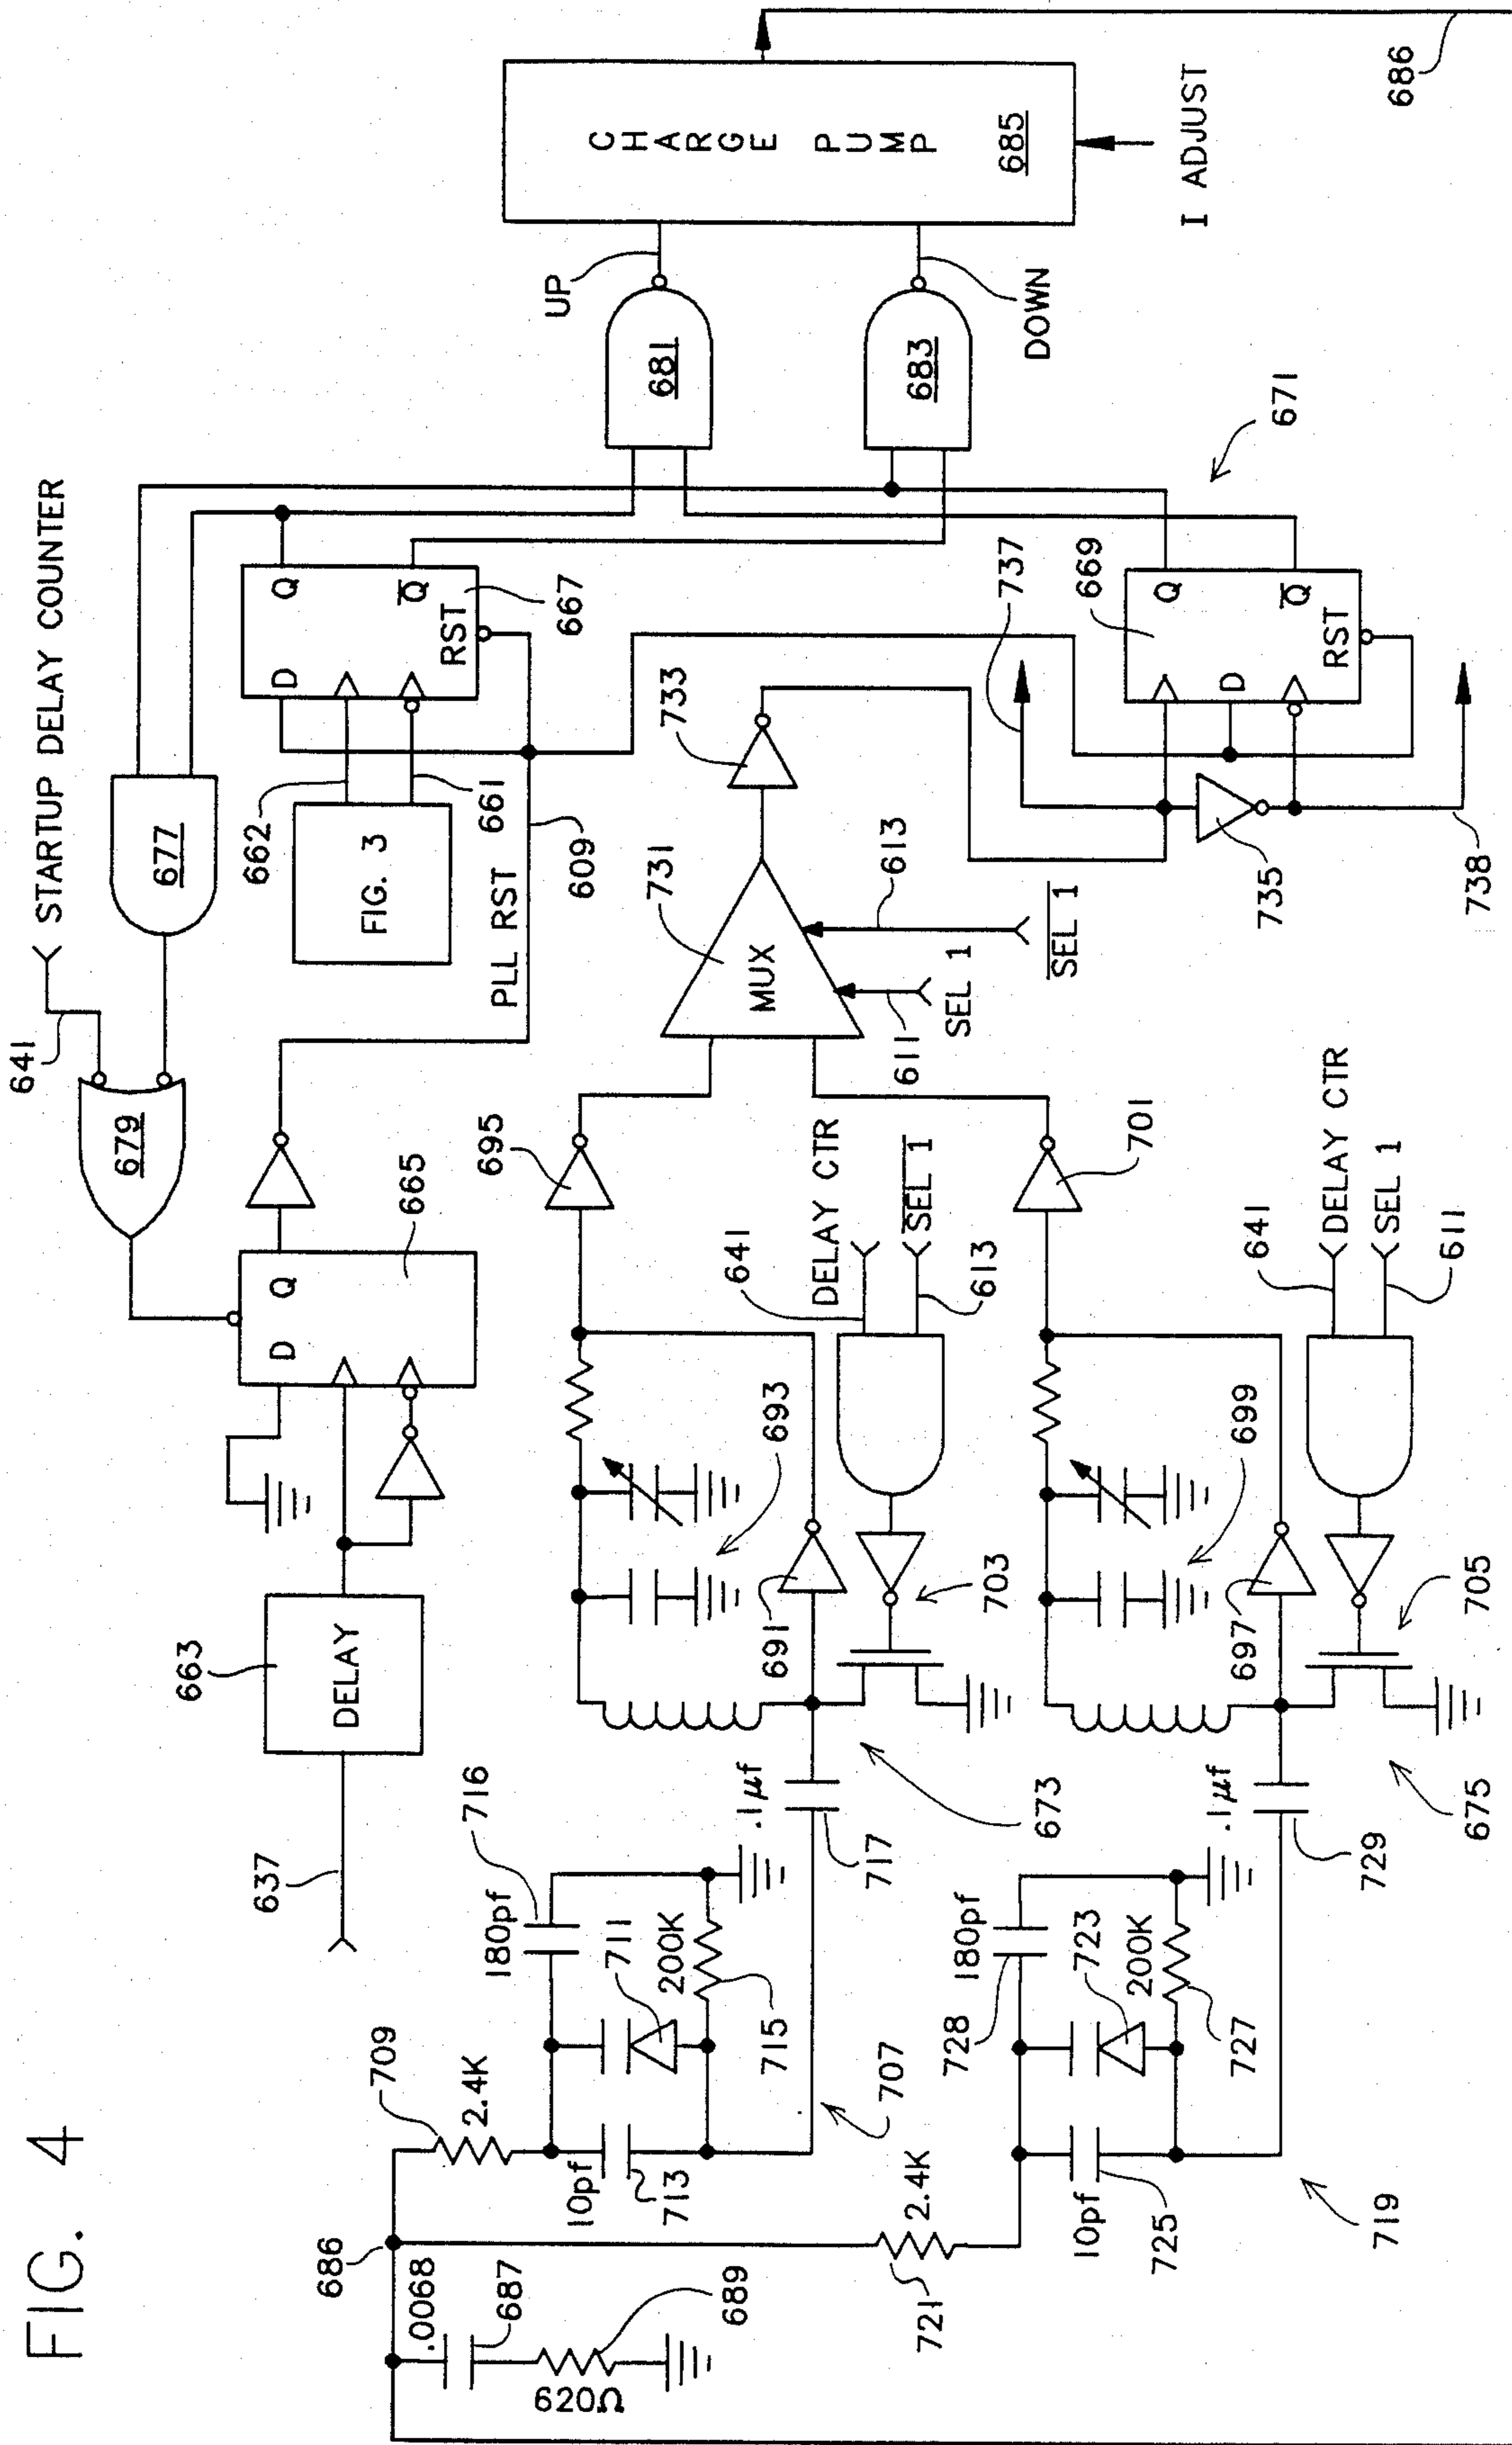 FIG. 4
641
STARTUP DELAY COUNTER
679
677
637
663
DELAY
D
Q
665
PLL RST
609
FIG. 3
662
661
D
Q
Q̅
RST
667
UP
681
683
DOWN
CHARGE PUMP
685
I ADJUST
686
686
.0068
687
620Ω
689
709
2.4K
10pf
713
180pf
716
711
200K
715
707
.1µf
717
673
691
693
703
695
DELAY CTR
641
S̅E̅L̅ ̅1̅
613
731
MUX
611
SEL 1
613
S̅E̅L̅ ̅1̅
733
737
669
Q
D
Q̅
RST
671
735
738
721
2.4K
10pf
725
180pf
728
723
200K
727
719
.1µf
729
675
697
699
705
701
641
DELAY CTR
SEL 1
611